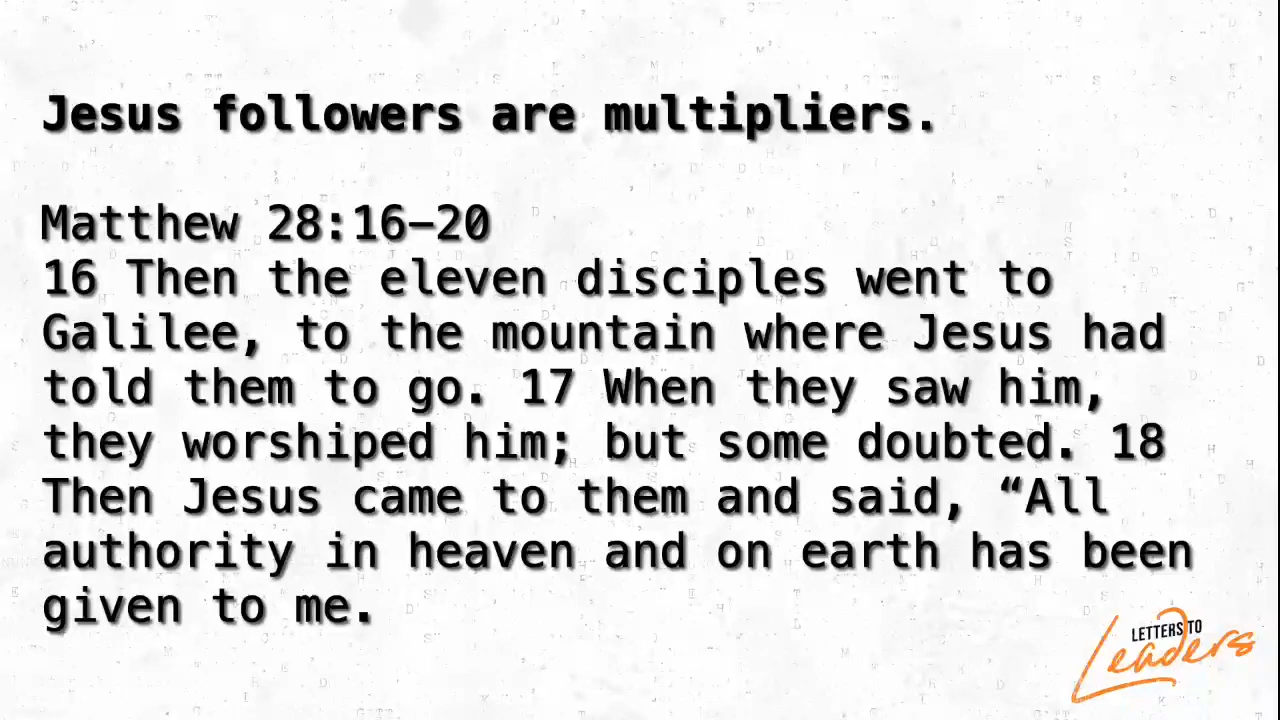 Jesus followers are multipliers.
Matthew 28:16–20
16 Then the eleven disciples went to
Galilee, to the mountain where Jesus had
told them to go. 17 When they saw him,
they worshiped him; but some doubted. 18
Then Jesus came to them and said, “All
authority in heaven and on earth has been
given to me.
LETTERS TO
Leaders